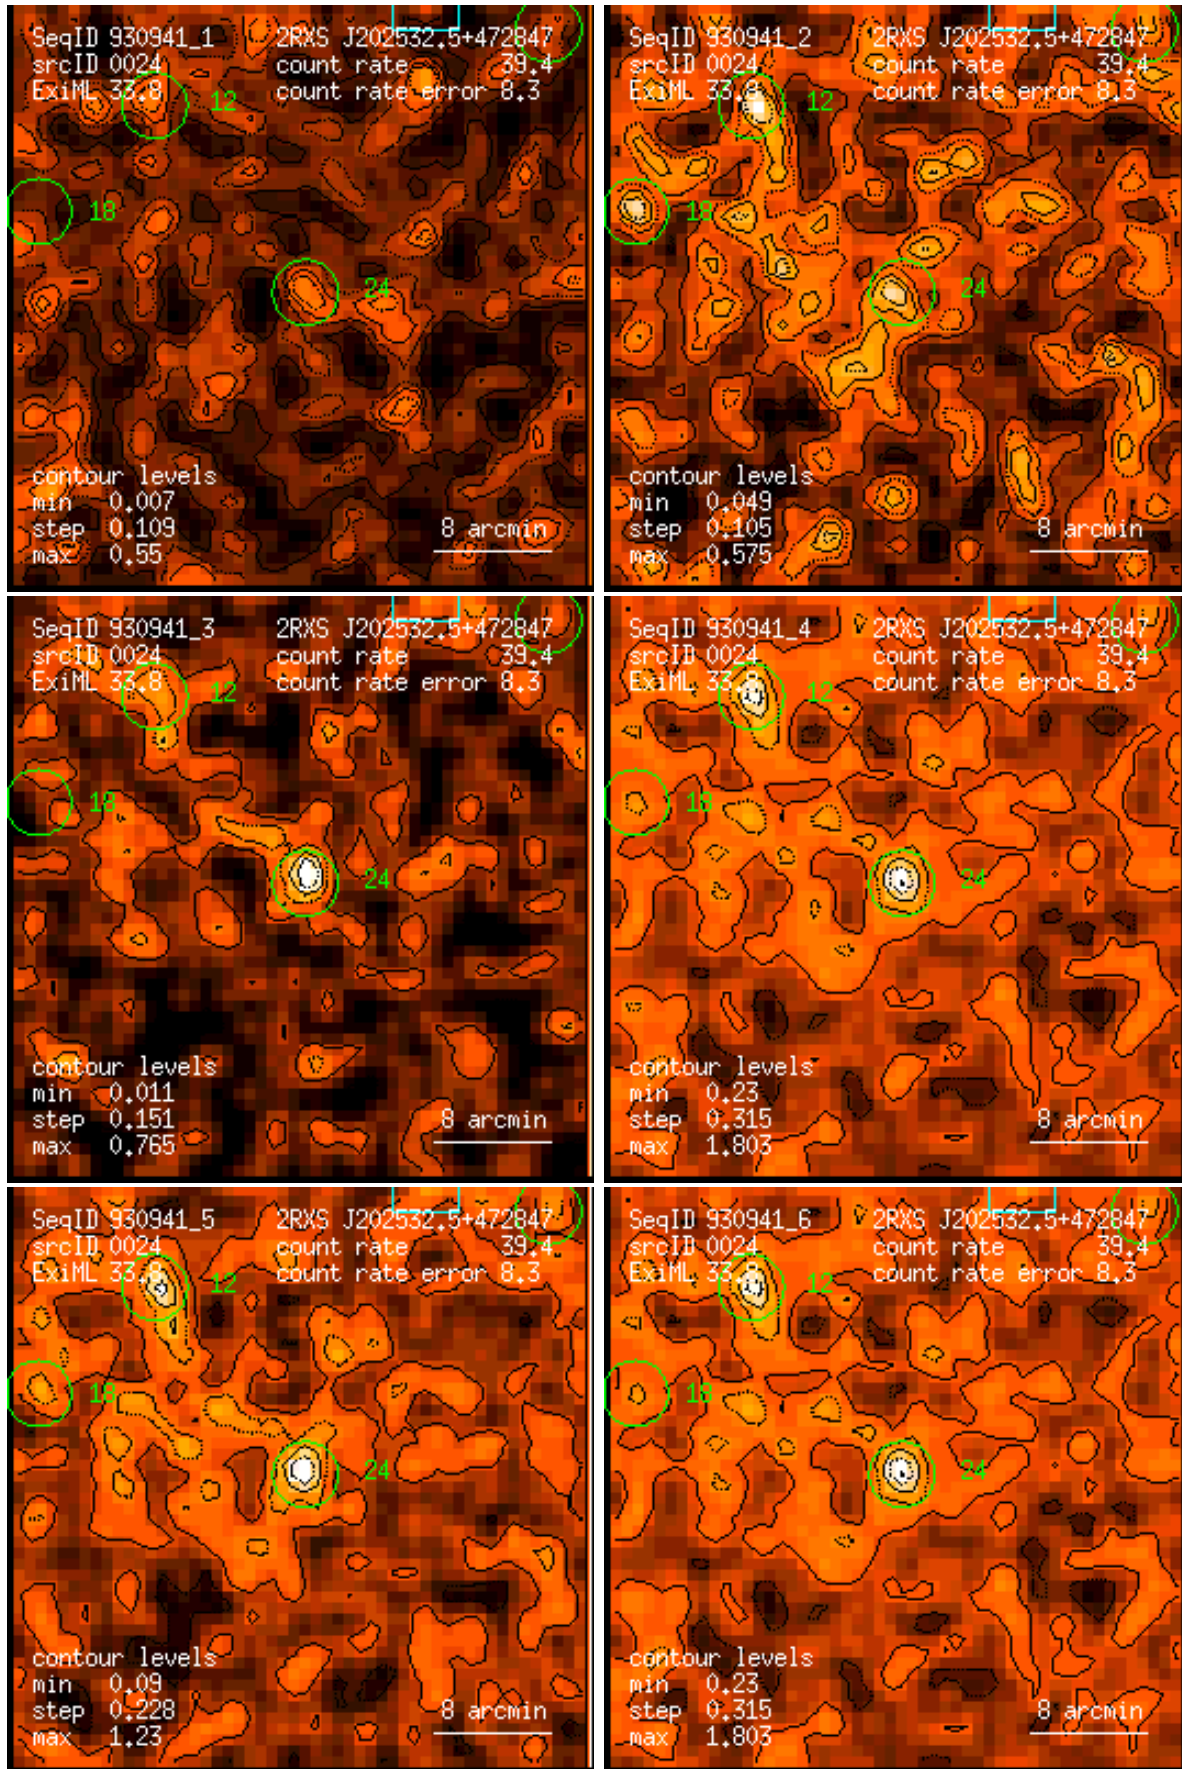 SeqID 930941_1 2RXS J202532.5+472847
srcID 0024 count rate 39.4
ExiML 33.8 count rate error 8.3
12
18
24
contour levels
min 0.007
step 0.109
max 0.55
8 arcmin
SeqID 930941_2 2RXS J202532.5+472847
srcID 0024 count rate 39.4
ExiML 33.8 count rate error 8.3
12
18
24
contour levels
min 0.049
step 0.105
max 0.575
8 arcmin
SeqID 930941_3 2RXS J202532.5+472847
srcID 0024 count rate 39.4
ExiML 33.8 count rate error 8.3
12
18
24
contour levels
min 0.011
step 0.151
max 0.765
8 arcmin
SeqID 930941_4 2RXS J202532.5+472847
srcID 0024 count rate 39.4
ExiML 33.8 count rate error 8.3
12
18
24
contour levels
min 0.23
step 0.315
max 1.803
8 arcmin
SeqID 930941_5 2RXS J202532.5+472847
srcID 0024 count rate 39.4
ExiML 33.8 count rate error 8.3
12
18
24
contour levels
min 0.09
step 0.228
max 1.23
8 arcmin
SeqID 930941_6 2RXS J202532.5+472847
srcID 0024 count rate 39.4
ExiML 33.8 count rate error 8.3
12
18
24
contour levels
min 0.23
step 0.315
max 1.803
8 arcmin